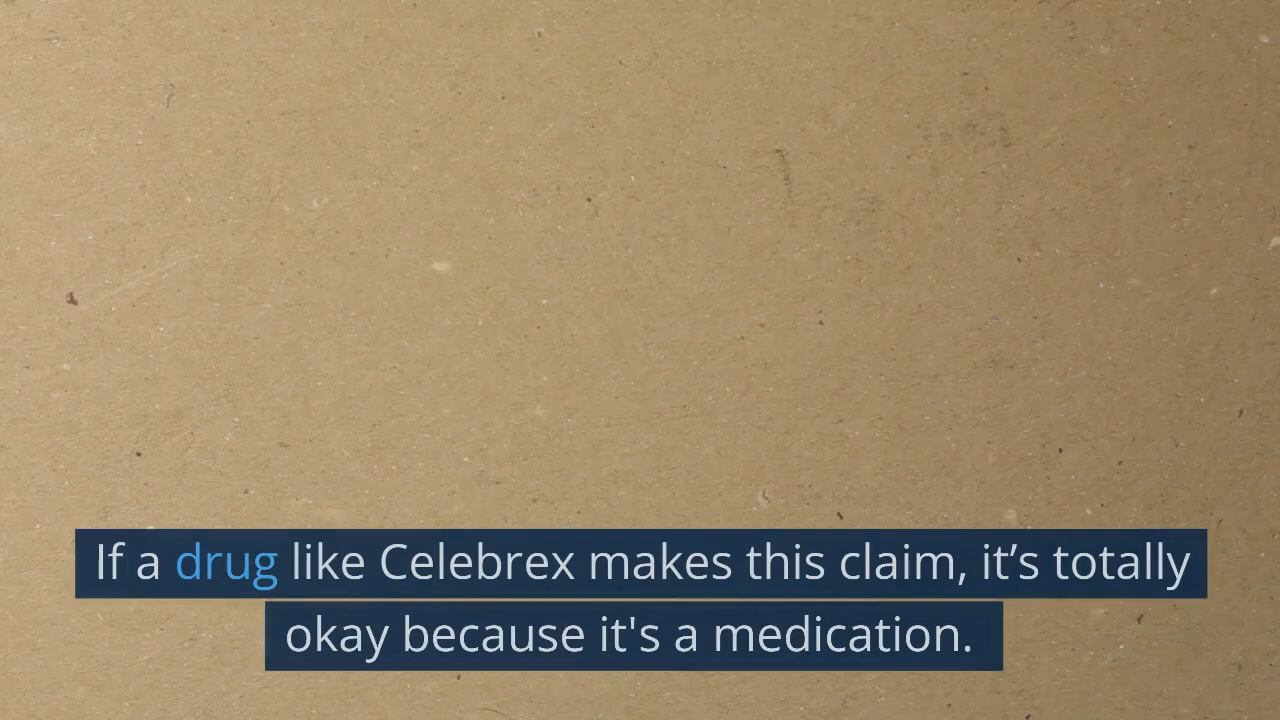 If a drug like Celebrex makes this claim, it’s totally
okay because it's a medication.